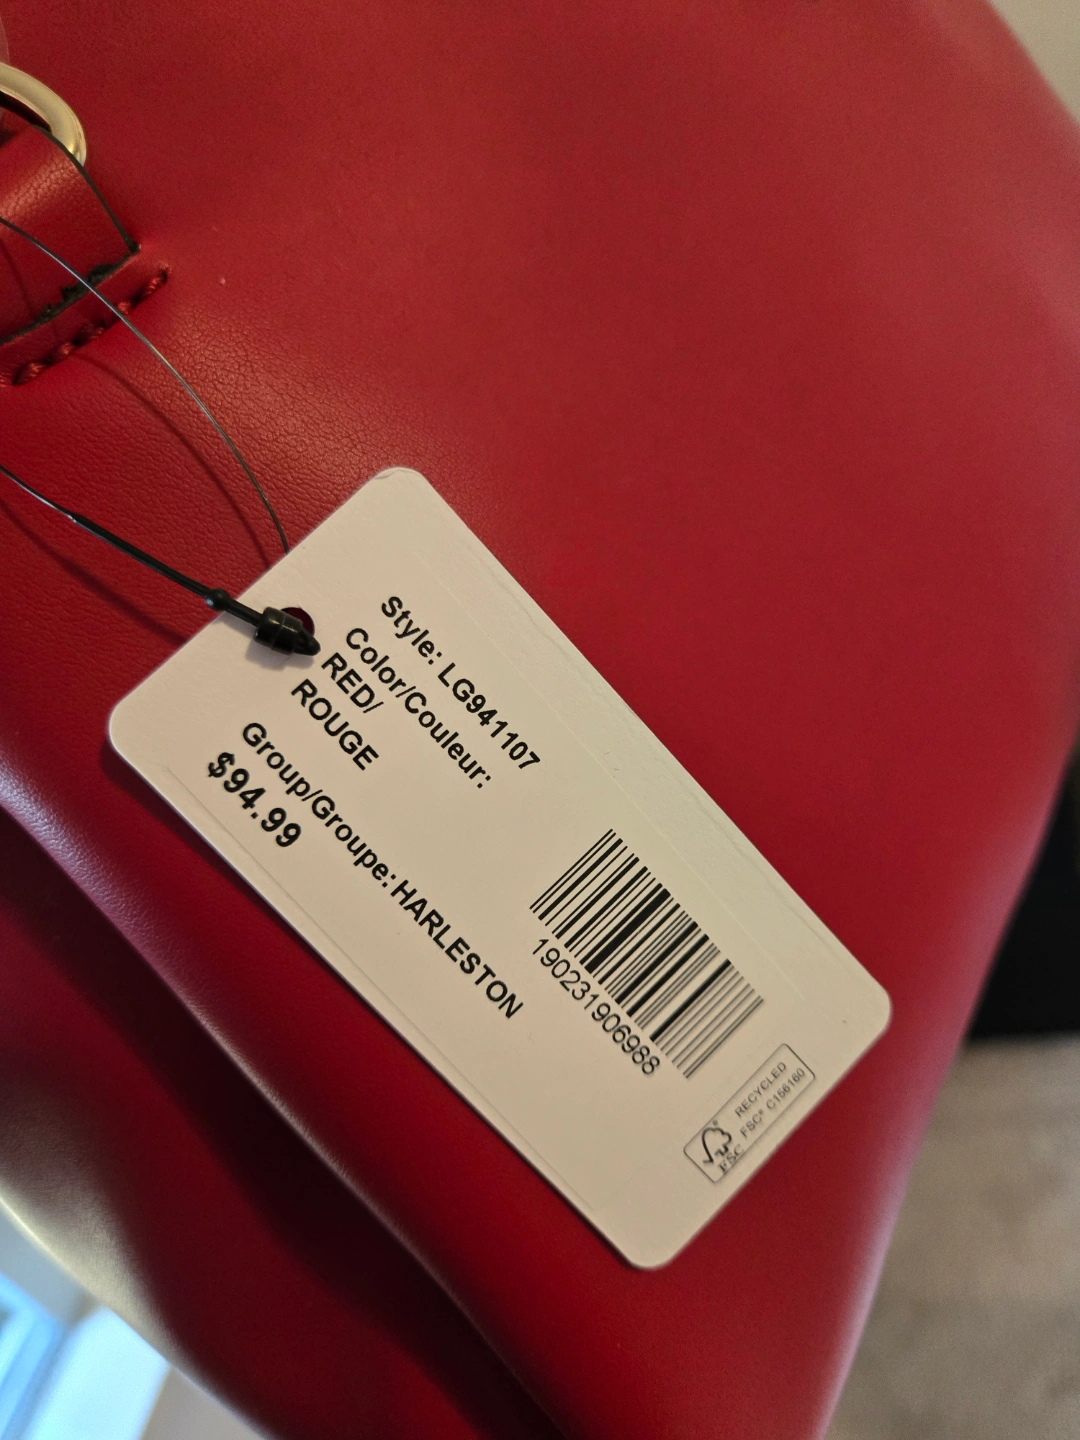 Style: LG941107
Color/Couleur:
RED/
ROUGE
Group/Groupe: HARLESTON
$94.99
190231906988
RECYCLED
FSC® C156160
FSC